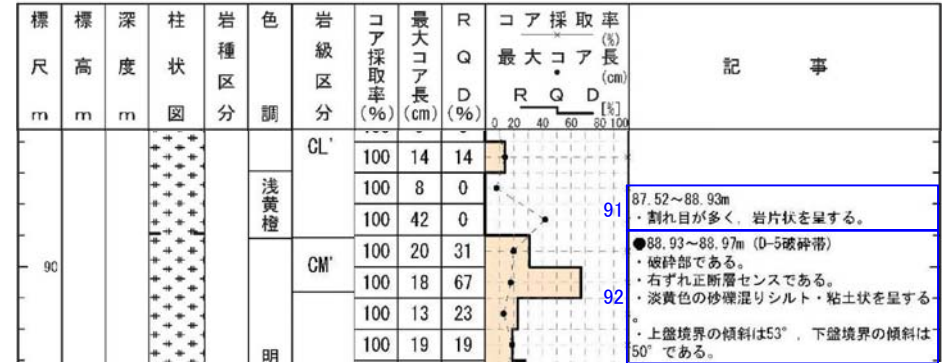 標尺m
標高m
深度m
柱状図
岩種区分
色調
岩級区分
コア採取率(%)
最大コア長(cm)
RQD(%)
コア採取率
(%)
最大コア長
(cm)
RQD
[%]
0 20 40 60 80 100
CL'
100 14 14
浅黄橙
100 8 0
100 42 0
91
87.52～88.93m
・割れ目が多く，岩片状を呈する。
CM'
100 20 31
90
100 18 67
100 13 23
100 19 19
明
92
●88.93～88.97m (D-5破砕帯)
・破砕部である。
・右ずれ正断層センスである。
・淡黄色の砂礫混りシルト・粘土状を呈する
。
・上盤境界の傾斜は53°，下盤境界の傾斜は
50°である。